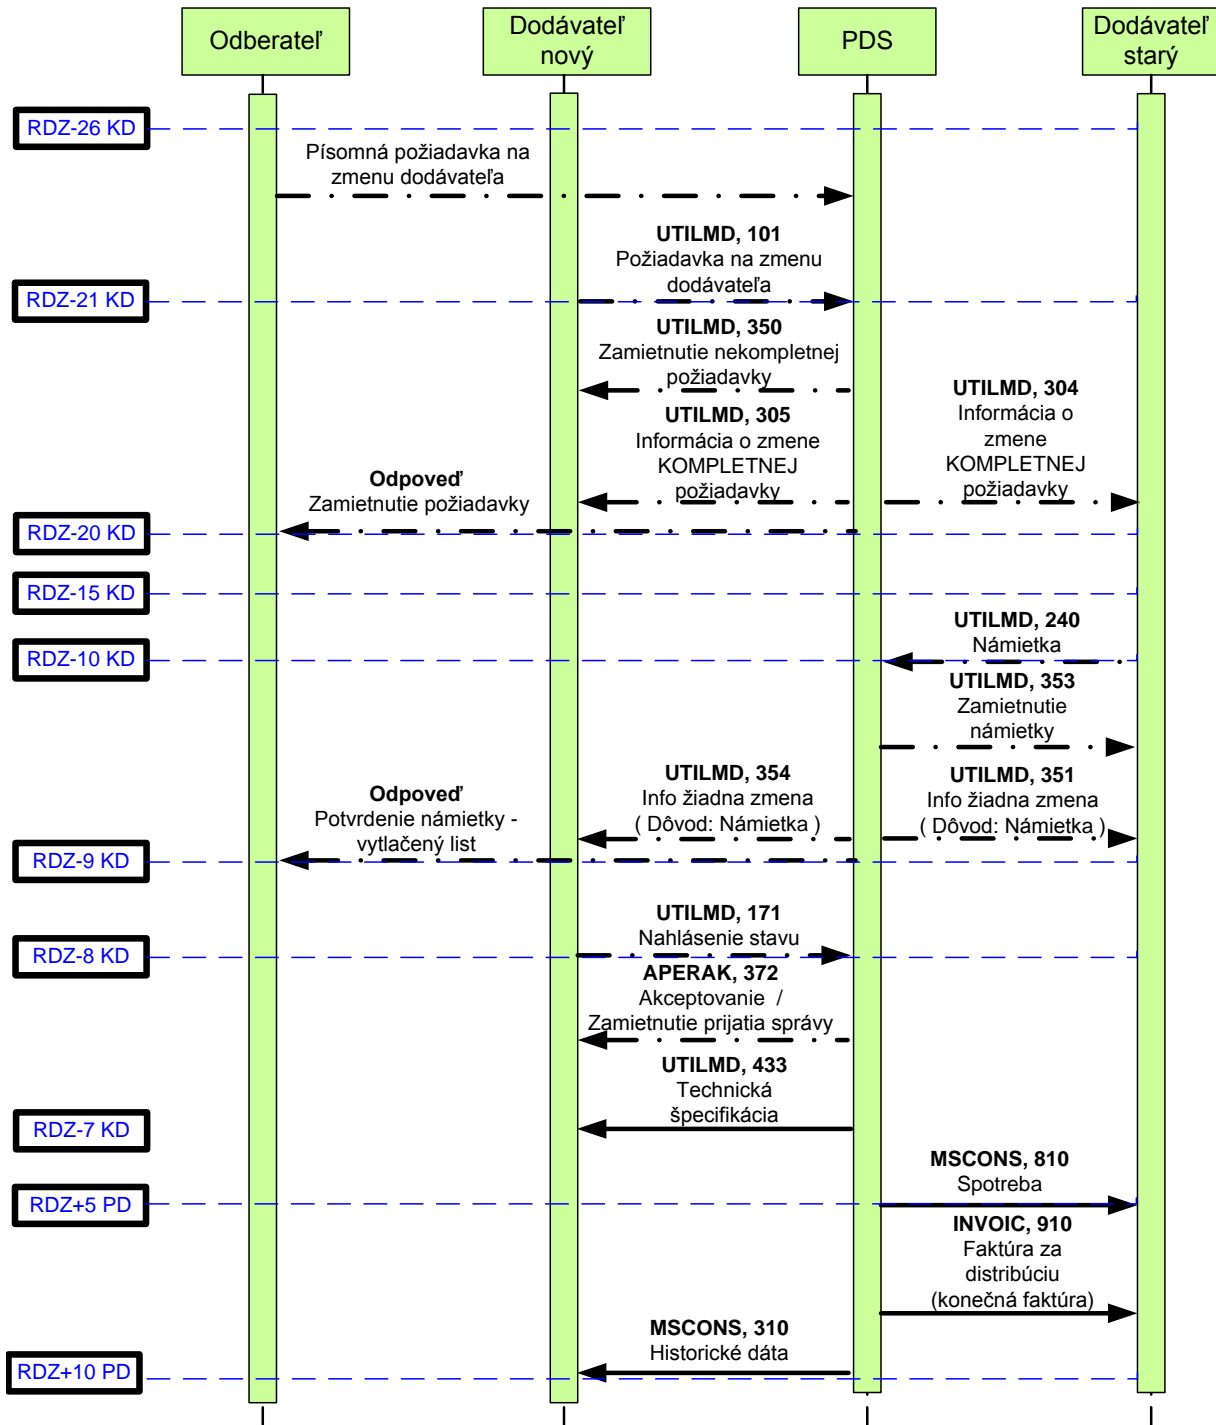 Odberateľ
Dodávateľ
nový
PDS
Dodávateľ
starý
RDZ-26 KD
Písomná požiadavka na
zmenu dodávateľa
UTILMD, 101
Požiadavka na zmenu
dodávateľa
RDZ-21 KD
UTILMD, 350
Zamietnutie nekompletnej
požiadavky
UTILMD, 304
Informácia o
zmene
KOMPLETNEJ
požiadavky
UTILMD, 305
Informácia o zmene
KOMPLETNEJ
požiadavky
Odpoveď
Zamietnutie požiadavky
RDZ-20 KD
RDZ-15 KD
UTILMD, 240
Námietka
RDZ-10 KD
UTILMD, 353
Zamietnutie
námietky
UTILMD, 354
Info žiadna zmena
( Dôvod: Námietka )
UTILMD, 351
Info žiadna zmena
( Dôvod: Námietka )
Odpoveď
Potvrdenie námietky -
vytlačený list
RDZ-9 KD
UTILMD, 171
Nahlásenie stavu
RDZ-8 KD
APERAK, 372
Akceptovanie /
Zamietnutie prijatia správy
UTILMD, 433
Technická
špecifikácia
RDZ-7 KD
MSCONS, 810
Spotreba
RDZ+5 PD
INVOIC, 910
Faktúra za
distribúciu
(konečná faktúra)
MSCONS, 310
Historické dáta
RDZ+10 PD